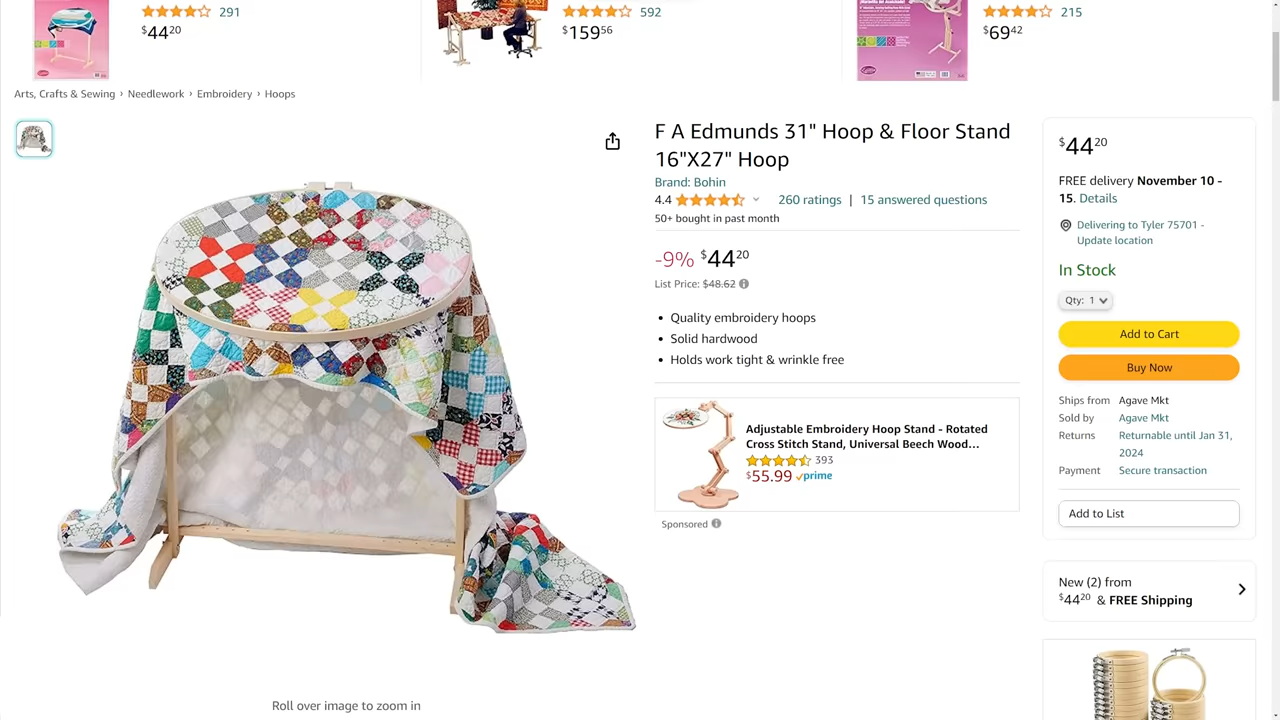 291
$44 20
592
$159 56
215
$69 42
Arts, Crafts & Sewing › Needlework › Embroidery › Hoops
F A Edmunds 31" Hoop & Floor Stand
16"X27" Hoop
Brand: Bohin
4.4 260 ratings | 15 answered questions
50+ bought in past month
-9% $44 20
List Price: $48.62
• Quality embroidery hoops
• Solid hardwood
• Holds work tight & wrinkle free
Adjustable Embroidery Hoop Stand - Rotated
Cross Stitch Stand, Universal Beech Wood...
393
$55.99 prime
Sponsored
Roll over image to zoom in
$44 20
FREE delivery November 10 -
15. Details
Delivering to Tyler 75701 -
Update location
In Stock
Qty: 1
Add to Cart
Buy Now
Ships from Agave Mkt
Sold by Agave Mkt
Returns Returnable until Jan 31,
2024
Payment Secure transaction
Add to List
New (2) from
$44 20 & FREE Shipping